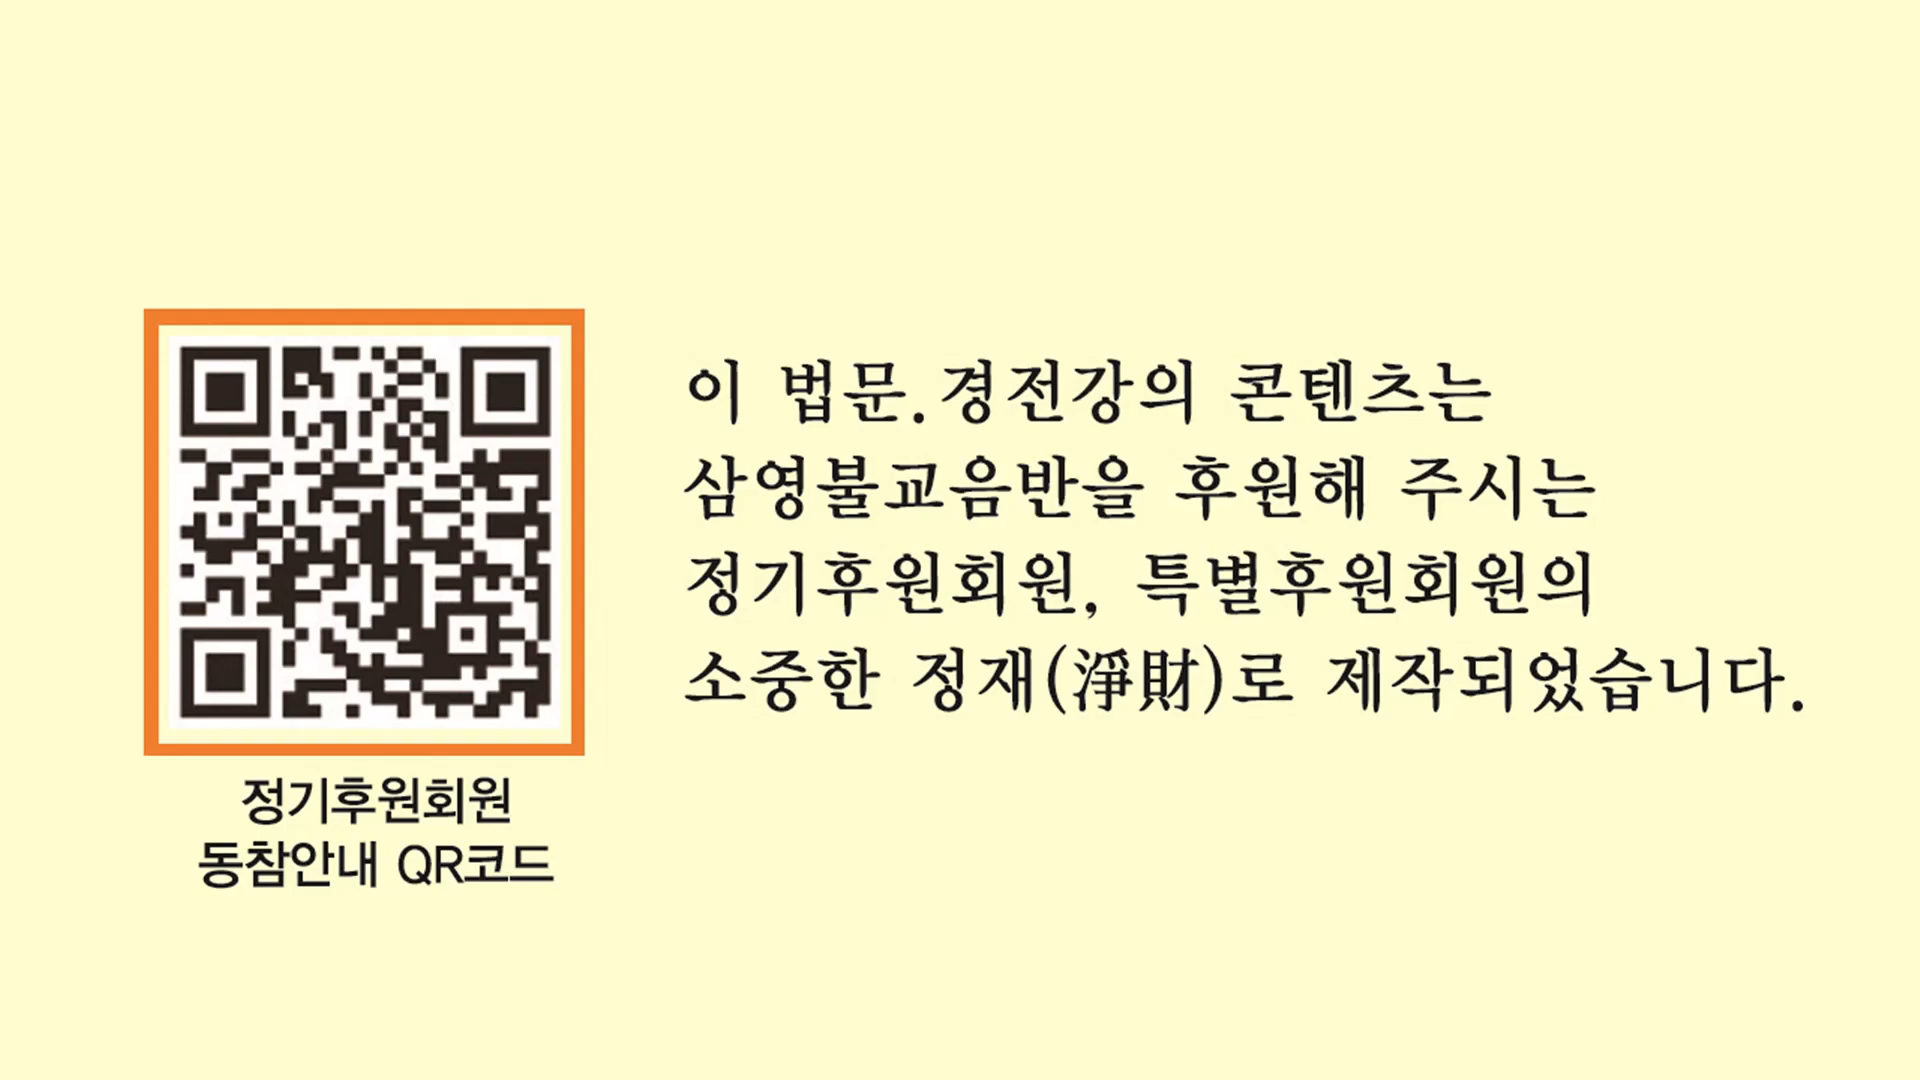 이 법문.경전강의 콘텐츠는
삼영불교음반을 후원해 주시는
정기후원회원, 특별후원회원의
소중한 정재(淨財)로 제작되었습니다.
정기후원회원
동참안내 QR코드